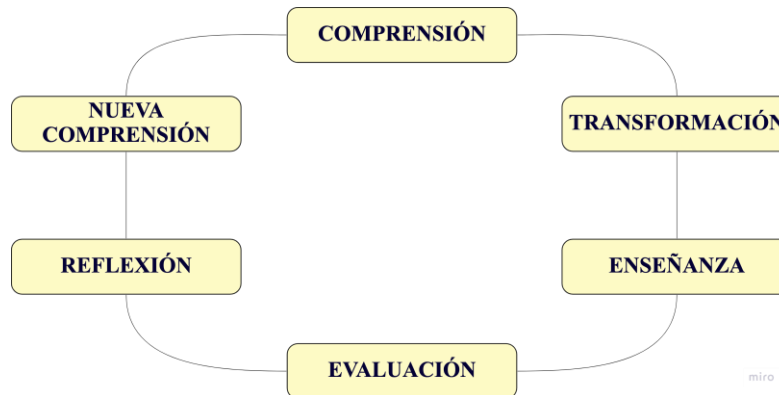 COMPRENSIÓN
NUEVA
COMPRENSIÓN
TRANSFORMACIÓN
REFLEXIÓN
ENSEÑANZA
EVALUACIÓN
miro